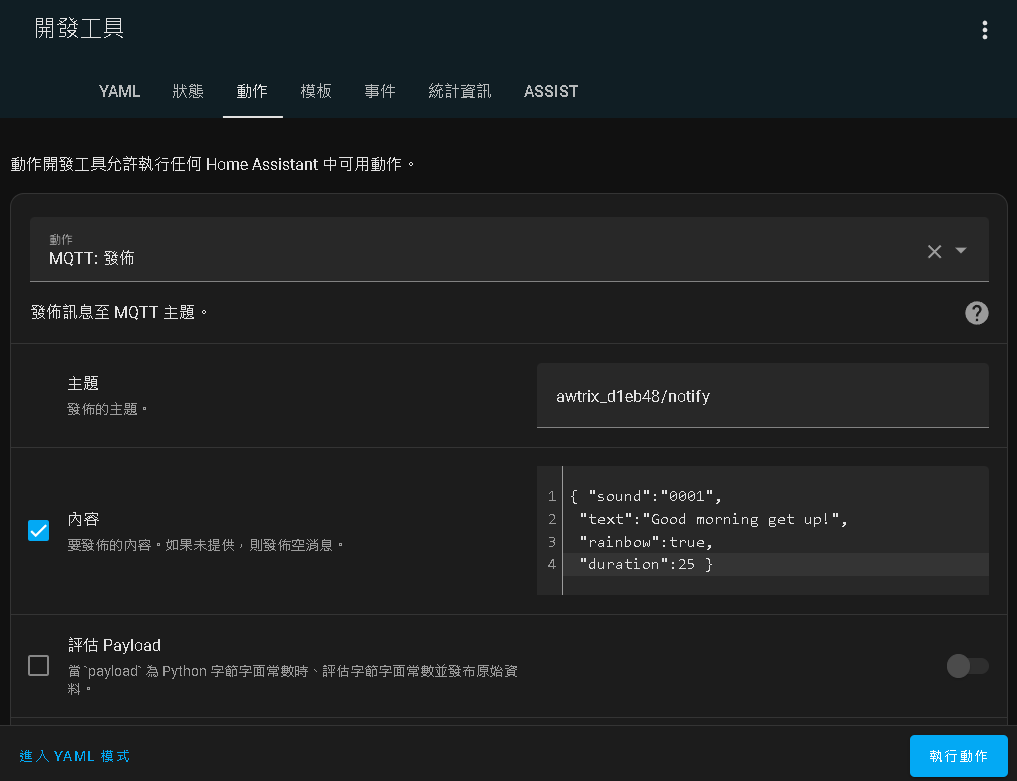 開發工具
YAML 狀態 動作 模板 事件 統計資訊 ASSIST
動作開發工具允許執行任何 Home Assistant 中可用動作。
動作
MQTT: 發佈
發佈訊息至 MQTT 主題。
主題
發佈的主題。
awtrix_d1eb48/notify
內容
要發佈的內容。如果未提供，則發佈空消息。
1 { "sound":"0001",
2 "text":"Good morning get up!",
3 "rainbow":true,
4 "duration":25 }
評估 Payload
當 `payload` 為 Python 字節字面常數時、評估字節字面常數並發布原始資
料。
進入 YAML 模式
執行動作